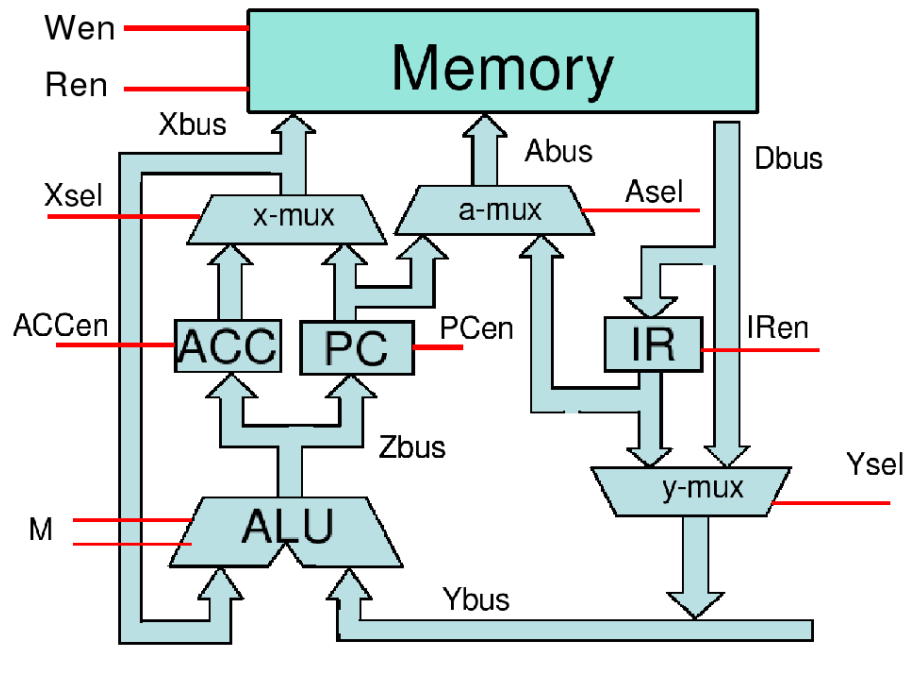 Wen
Memory
Ren
Xbus
Abus
Dbus
Xsel
x-mux
a-mux
Asel
ACCen
ACC
PC
PCen
IR
IRen
Zbus
Ysel
y-mux
M
ALU
Ybus